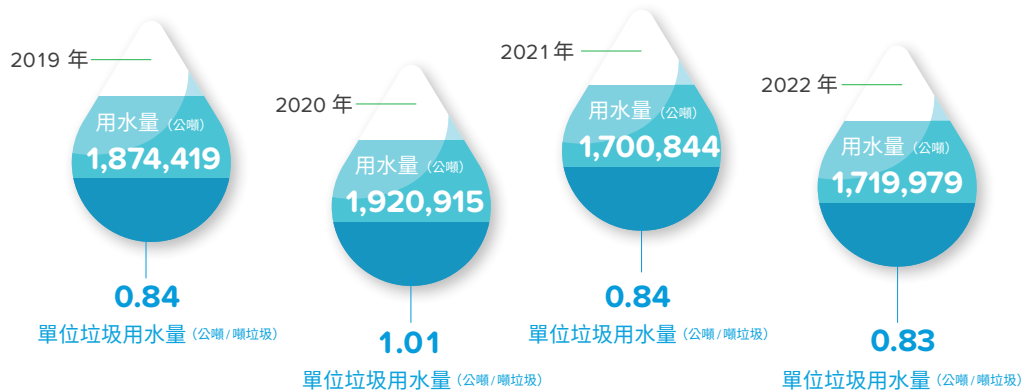 2019 年
用水量（公噸）
1,874,419
0.84
單位垃圾用水量（公噸/噸垃圾）
2020 年
用水量（公噸）
1,920,915
1.01
單位垃圾用水量（公噸/噸垃圾）
2021 年
用水量（公噸）
1,700,844
0.84
單位垃圾用水量（公噸/噸垃圾）
2022 年
用水量（公噸）
1,719,979
0.83
單位垃圾用水量（公噸/噸垃圾）